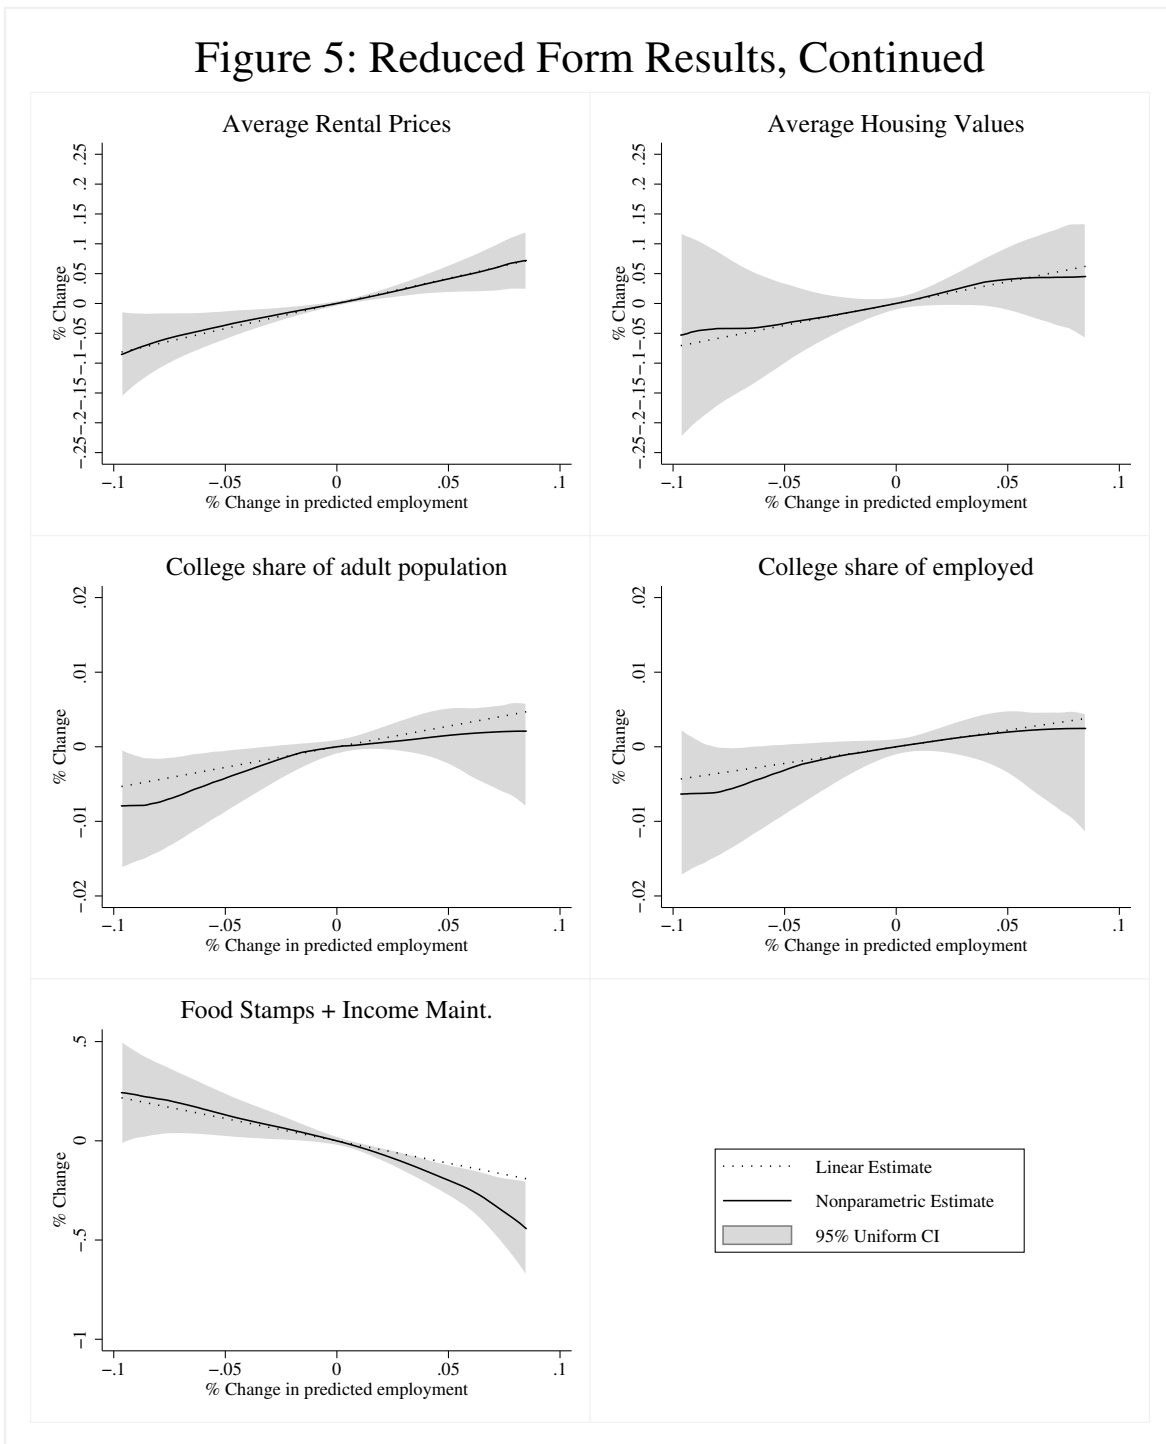 Figure 5: Reduced Form Results, Continued
Average Rental Prices
% Change
.25
.2
.15
.1
.05
0
−.05
−.1
−.15
−.2
−.25
−.1 −.05 0 .05 .1
% Change in predicted employment
Average Housing Values
% Change
.25
.2
.15
.1
.05
0
−.05
−.1
−.15
−.2
−.25
−.1 −.05 0 .05 .1
% Change in predicted employment
College share of adult population
% Change
.02
.01
0
−.01
−.02
−.1 −.05 0 .05 .1
% Change in predicted employment
College share of employed
% Change
.02
.01
0
−.01
−.02
−.1 −.05 0 .05 .1
% Change in predicted employment
Food Stamps + Income Maint.
% Change
.5
0
−.5
−1
−.1 −.05 0 .05 .1
% Change in predicted employment
Linear Estimate
Nonparametric Estimate
95% Uniform CI